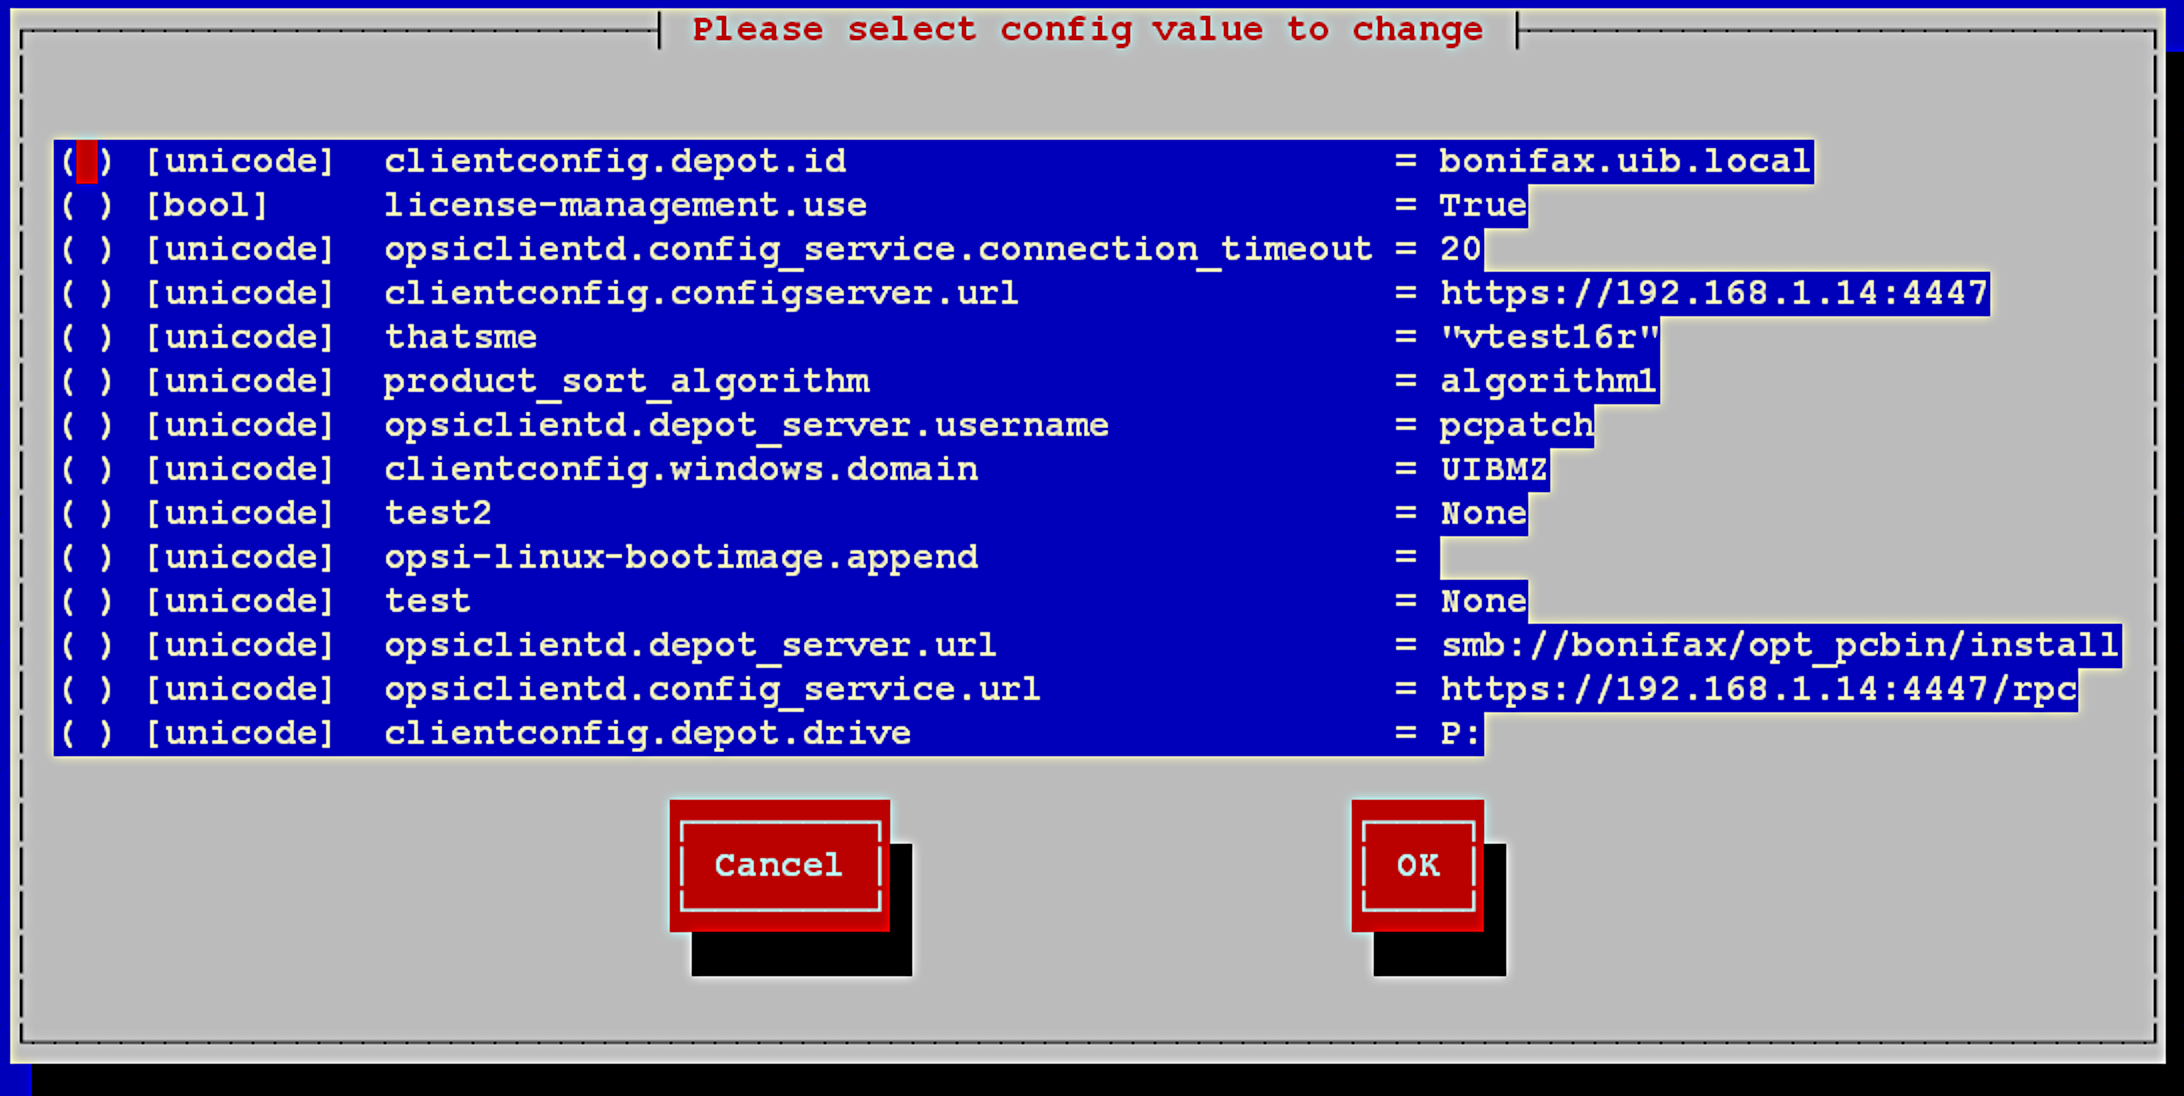 Please select config value to change
( ) [unicode] clientconfig.depot.id = bonifax.uib.local
( ) [bool] license-management.use = True
( ) [unicode] opsiclientd.config_service.connection_timeout = 20
( ) [unicode] clientconfig.configserver.url = https://192.168.1.14:4447
( ) [unicode] thatsme = "vtest16r"
( ) [unicode] product_sort_algorithm = algorithm1
( ) [unicode] opsiclientd.depot_server.username = pcpatch
( ) [unicode] clientconfig.windows.domain = UIBMZ
( ) [unicode] test2 = None
( ) [unicode] opsi-linux-bootimage.append =
( ) [unicode] test = None
( ) [unicode] opsiclientd.depot_server.url = smb://bonifax/opt_pcbin/install
( ) [unicode] opsiclientd.config_service.url = https://192.168.1.14:4447/rpc
( ) [unicode] clientconfig.depot.drive = P:
Cancel OK